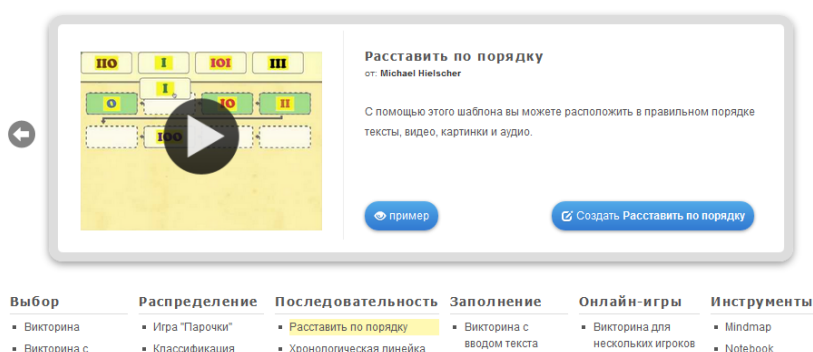 IIO I IOI III
I
O IO II
IOO
Расставить по порядку
от: Michael Hielscher
С помощью этого шаблона вы можете расположить в правильном порядке
тексты, видео, картинки и аудио.
пример
Создать Расставить по порядку
Выбор
Викторина
Викторина с
Распределение
Игра "Парочки"
Классификация
Последовательность
Расставить по порядку
Хронологическая линейка
Заполнение
Викторина с
вводом текста
Онлайн-игры
Викторина для
нескольких игроков
Инструменты
Mindmap
Notebook